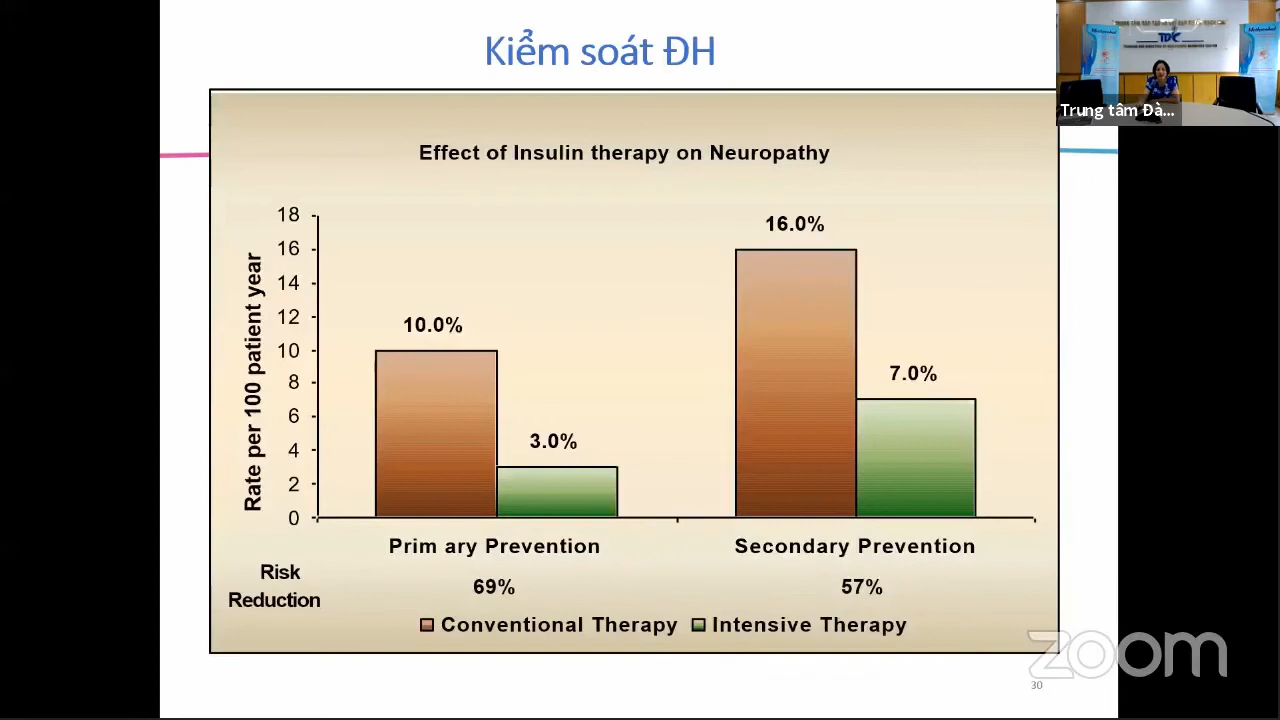 Kiểm soát ĐH
TDC
Trung tâm Đà...
Effect of Insulin therapy on Neuropathy
Rate per 100 patient year
18
16
14
12
10
8
6
4
2
0
10.0%
3.0%
16.0%
7.0%
Prim ary Prevention
Secondary Prevention
Risk
Reduction
69%
57%
Conventional Therapy
Intensive Therapy
zoom
30